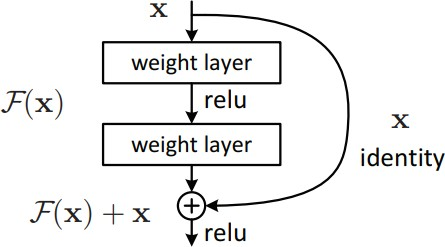 x
weight layer
relu
F(x)
weight layer
x
identity
F(x) + x
+
relu